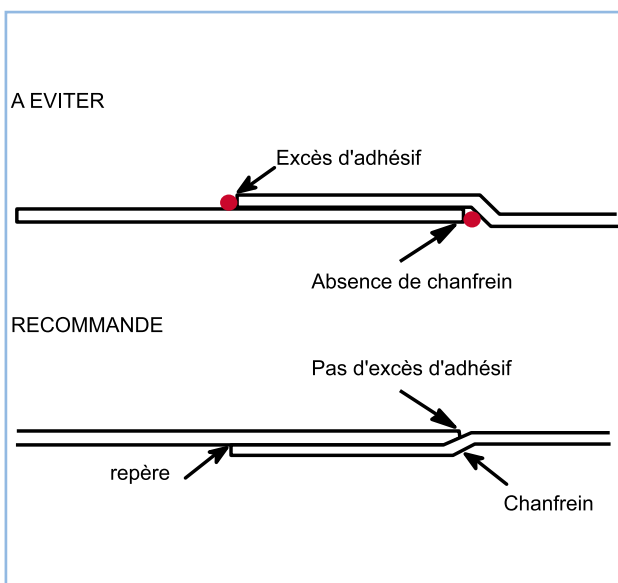 A EVITER
Excès d'adhésif
Absence de chanfrein
RECOMMANDE
Pas d'excès d'adhésif
repère
Chanfrein